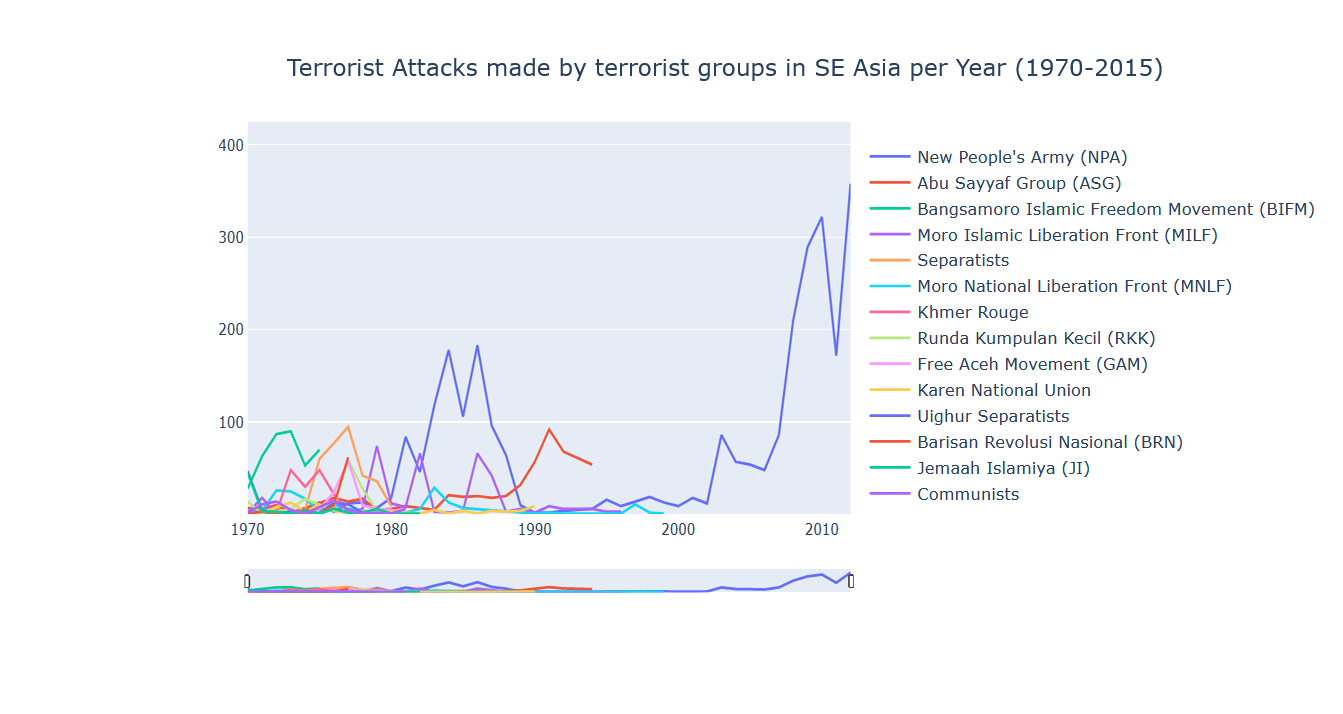 Terrorist Attacks made by terrorist groups in SE Asia per Year (1970-2015)
400
300
200
100
1970
1980
1990
2000
2010
New People's Army (NPA)
Abu Sayyaf Group (ASG)
Bangsamoro Islamic Freedom Movement (BIFM)
Moro Islamic Liberation Front (MILF)
Separatists
Moro National Liberation Front (MNLF)
Khmer Rouge
Runda Kumpulan Kecil (RKK)
Free Aceh Movement (GAM)
Karen National Union
Uighur Separatists
Barisan Revolusi Nasional (BRN)
Jemaah Islamiya (JI)
Communists